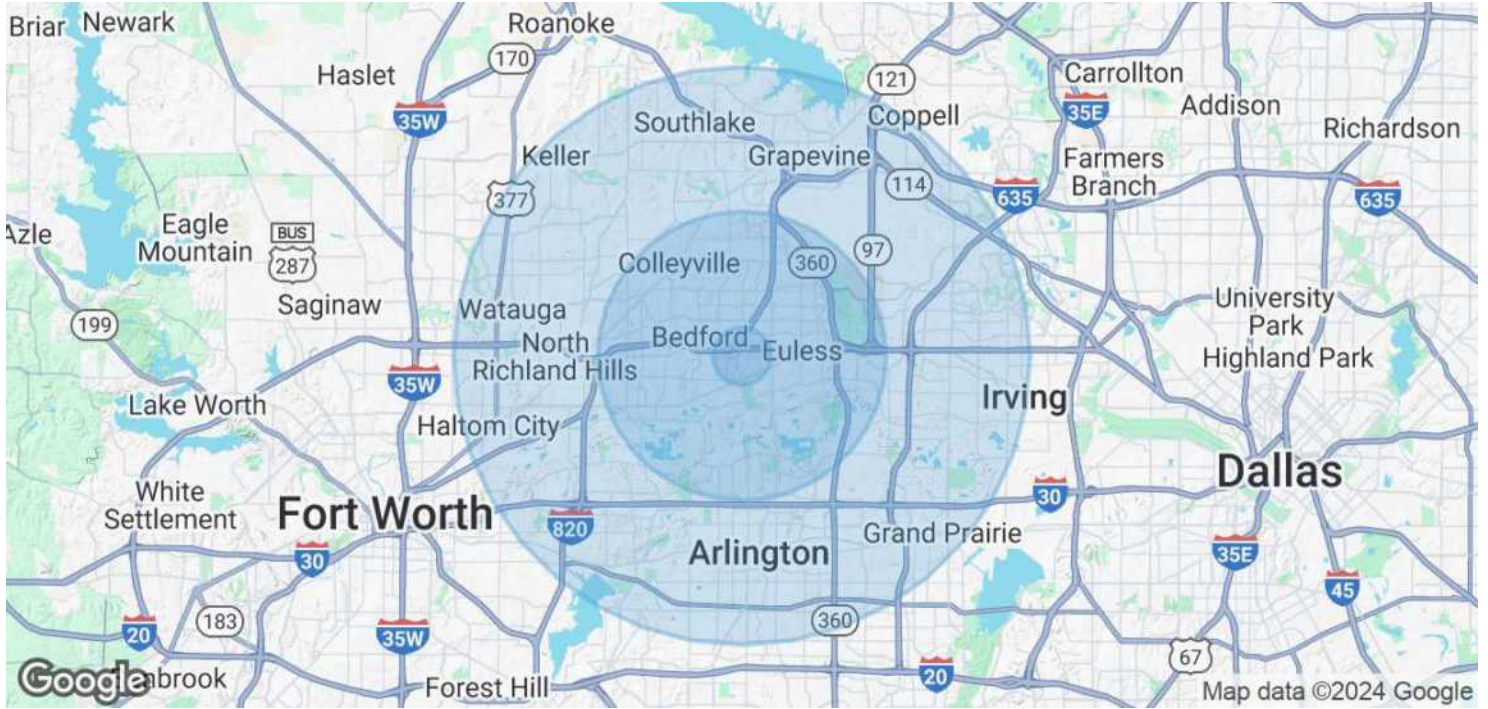 Briar
Newark
Roanoke
170
Haslet
121
Carrollton
35W
35E
Addison
Southlake
Coppell
Richardson
Keller
Grapevine
Farmers
Branch
377
114
635
635
Azle
Eagle
Mountain
BUS
287
Colleyville
360
97
Saginaw
Watauga
University
Park
199
North
Richland Hills
Bedford
Euless
Highland Park
35W
Lake Worth
Haltom City
Irving
White
Settlement
Fort Worth
Dallas
30
820
30
Grand Prairie
Arlington
35E
45
20
183
35W
360
67
Google
nbrook
Forest Hill
20
Map data ©2024 Google